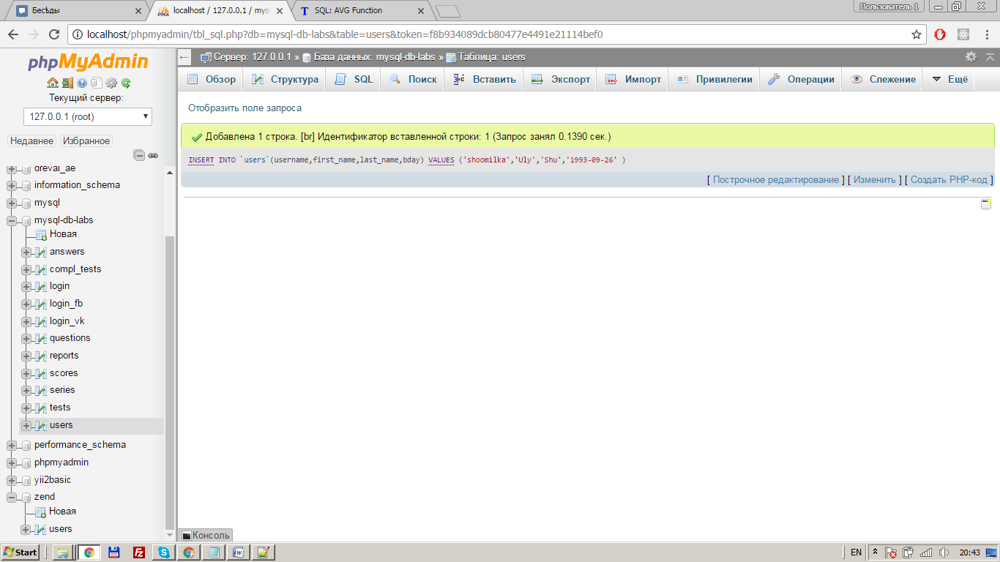 Бесѣды
localhost / 127.0.0.1 / mys
SQL: AVG Function
Пользователь 1
localhost/phpmyadmin/tbl_sql.php?db=mysql-db-labs&table=users&token=f8b934089dcb80477e4491e21114bef0
phpMyAdmin
Текущий сервер:
127.0.0.1 (root)
Недавнее
Избранное
drevai_ae
information_schema
mysql
mysql-db-labs
Новая
answers
compl_tests
login
login_fb
login_vk
questions
reports
scores
series
tests
users
performance_schema
phpmyadmin
yii2basic
zend
Новая
users
Сервер: 127.0.0.1 » База данных: mysql-db-labs » Таблица: users
Обзор Структура SQL Поиск Вставить Экспорт Импорт Привилегии Операции Слежение Ещё
Отобразить поле запроса
Добавлена 1 строка. [br] Идентификатор вставленной строки: 1 (Запрос занял 0.1390 сек.)
INSERT INTO `users`(username,first_name,last_name,bday) VALUES ('shoomilka','Uly','Shu','1993-09-26' )
[ Построчное редактирование ] [ Изменить ] [ Создать PHP-код ]
Консоль
Start
EN
20:43